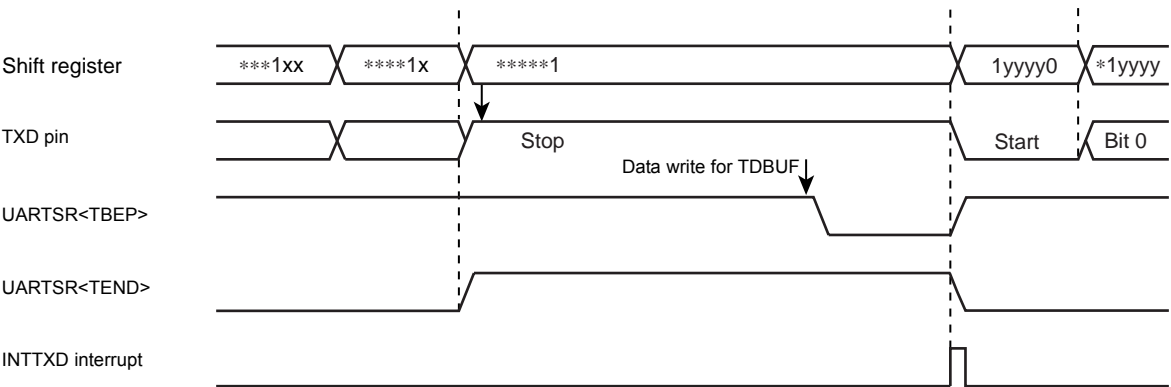 Shift register ***1xx ****1x *****1 1yyyy0 *1yyyy
TXD pin Stop Start Bit 0
Data write for TDBUF
UARTSR<TBEP>
UARTSR<TEND>
INTTXD interrupt